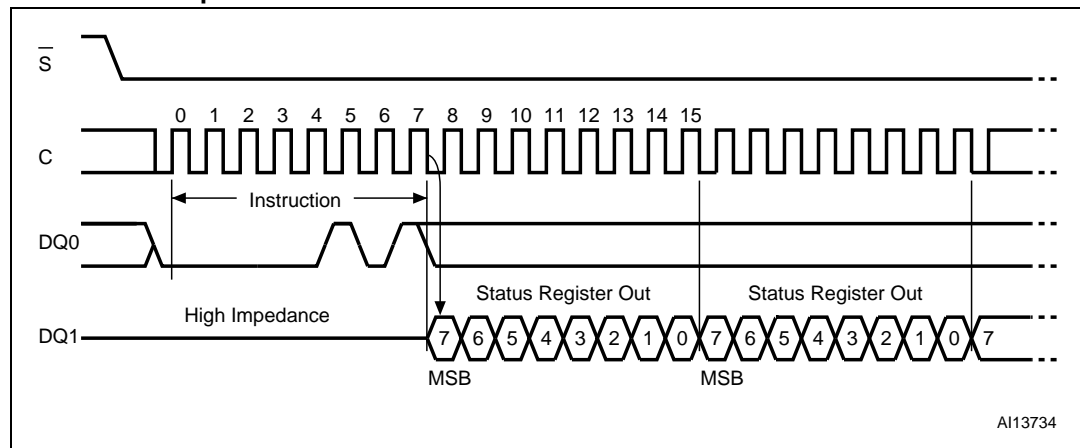 S
0 1 2 3 4 5 6 7 8 9 10 11 12 13 14 15
C
Instruction
DQ0
Status Register Out Status Register Out
High Impedance
DQ1 7 6 5 4 3 2 1 0 7 6 5 4 3 2 1 0 7
MSB MSB
AI13734